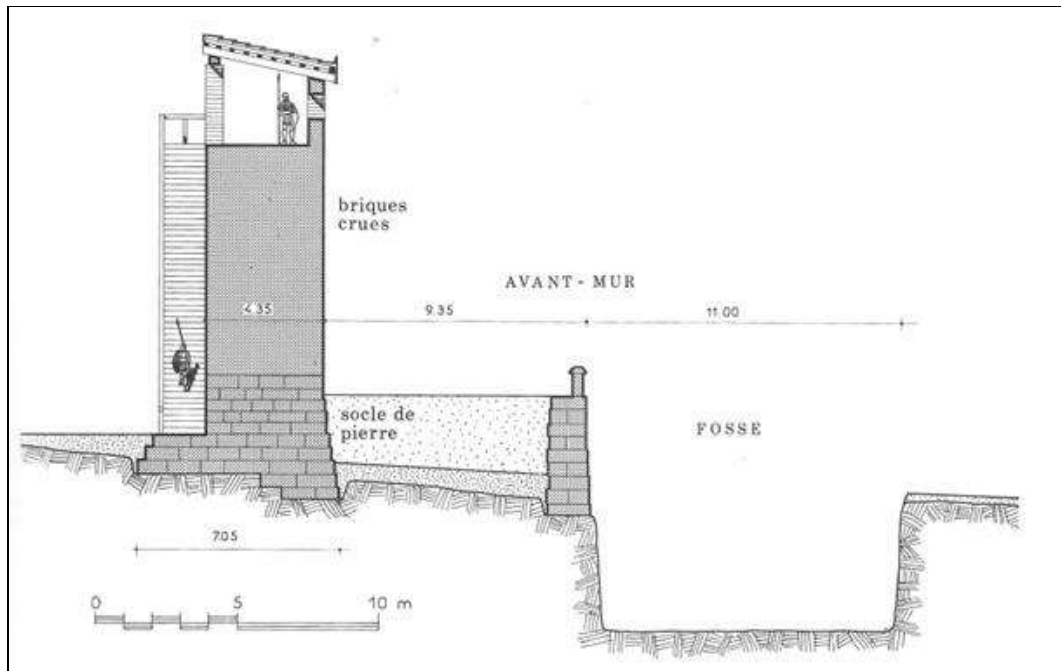 briques
crues
AVANT - MUR
4.35
9.35
11.00
socle de
pierre
FOSSE
7.05
0
5
10 m